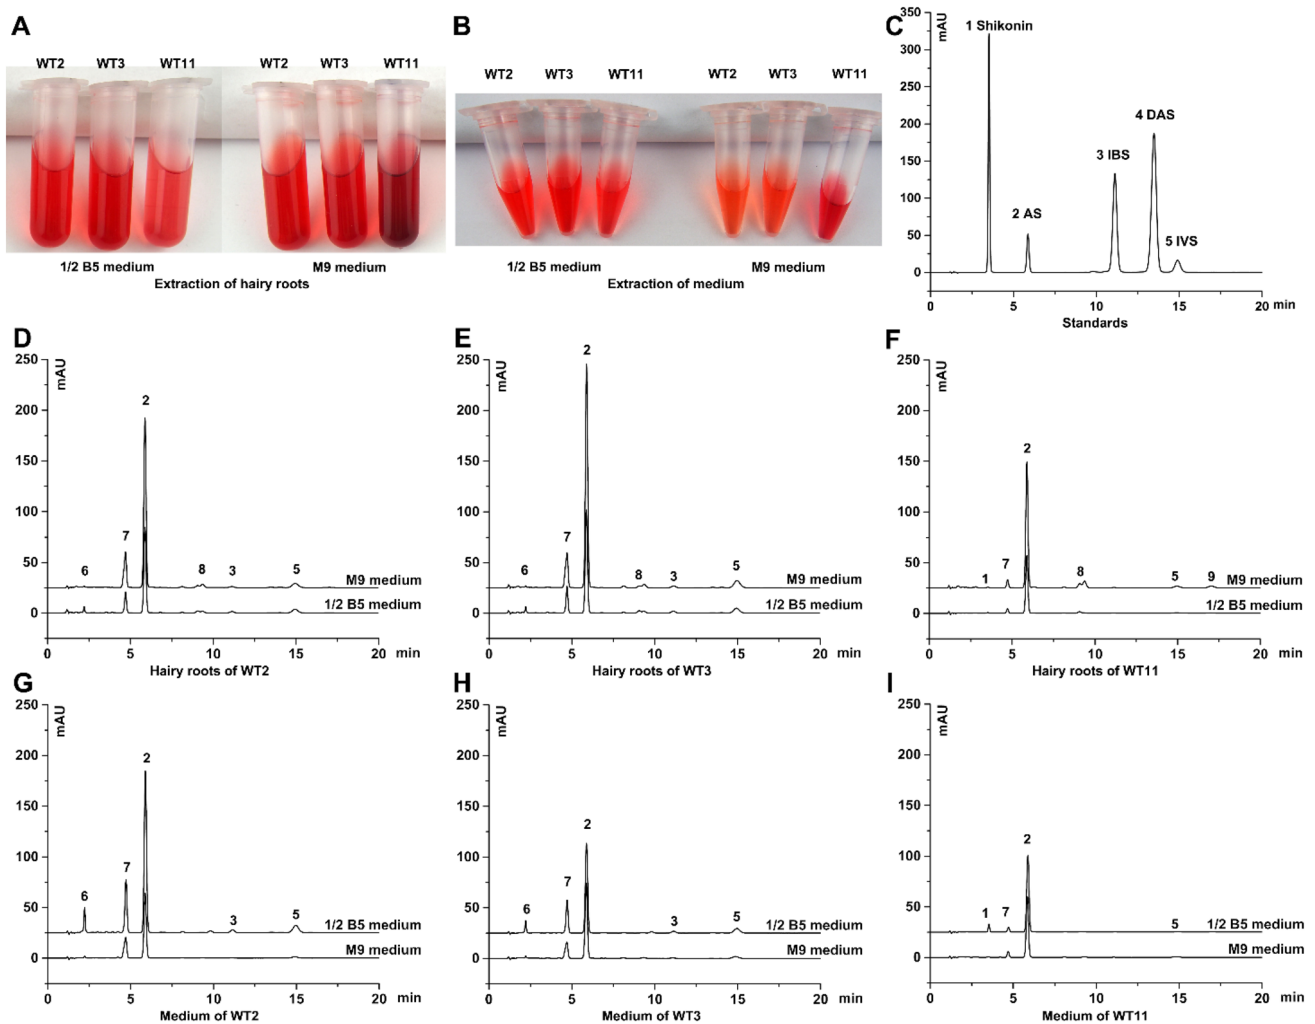 A
WT2 WT3 WT11 WT2 WT3 WT11
1/2 B5 medium M9 medium
Extraction of hairy roots
B
WT2 WT3 WT11 WT2 WT3 WT11
1/2 B5 medium M9 medium
Extraction of medium
C
mAU
350
300
250
200
150
100
50
0
1 Shikonin
2 AS
3 IBS
4 DAS
5 IVS
0 5 10 15 20 min
Standards
D
mAU
250
200
150
100
50
0
6 7 2 8 3 5
M9 medium
1/2 B5 medium
0 5 10 15 20 min
Hairy roots of WT2
E
mAU
250
200
150
100
50
0
6 7 2 8 3 5
M9 medium
1/2 B5 medium
0 5 10 15 20 min
Hairy roots of WT3
F
mAU
250
200
150
100
50
0
1 7 2 8 5 9
M9 medium
1/2 B5 medium
0 5 10 15 20 min
Hairy roots of WT11
G
mAU
250
200
150
100
50
0
6 7 2 3 5
1/2 B5 medium
M9 medium
0 5 10 15 20 min
Medium of WT2
H
mAU
250
200
150
100
50
0
6 7 2 3 5
1/2 B5 medium
M9 medium
0 5 10 15 20 min
Medium of WT3
I
mAU
250
200
150
100
50
0
1 7 2 5
1/2 B5 medium
M9 medium
0 5 10 15 20 min
Medium of WT11